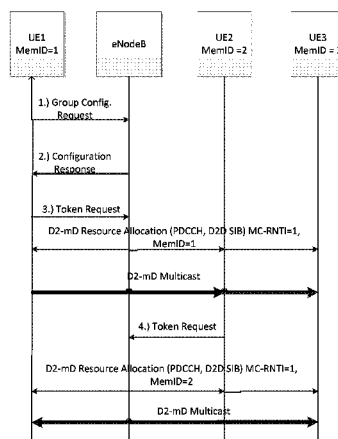 UE1
MemID=1
eNodeB
UE2
MemID =2
UE3
MemID =
1.) Group Config.
Request
2.) Configuration
Response
3.) Token Request
D2-mD Resource Allocation (PDCCH, D2D SIB) MC-RNTI=1,
MemID=1
D2-mD Multicast
4.) Token Request
D2-mD Resource Allocation (PDCCH, D2D SIB) MC-RNTI=1,
MemID=2
D2-mD Multicast